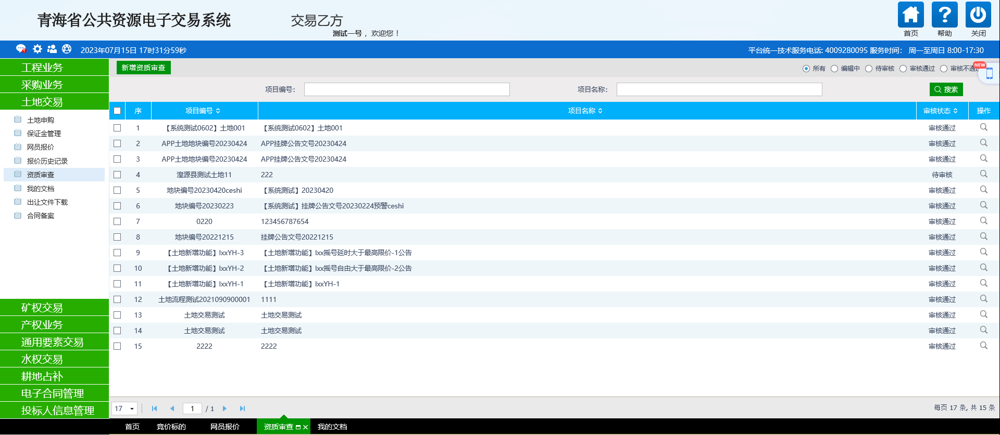 青海省公共资源电子交易系统
交易乙方
测试一号，欢迎您！
首页 帮助 关闭
2023年07月15日 17时31分59秒
平台统一技术服务电话: 4009280095 服务时间： 周一至周日 8:00-17:30
工程业务
采购业务
土地交易
土地申购
保证金管理
网员报价
报价历史记录
资质审查
我的文档
出让文件下载
合同备案
矿权交易
产权业务
通用要素交易
水权交易
耕地占补
电子合同管理
投标人信息管理
新增资质审查
所有 编辑中 待审核 审核通过 审核不通
NEW
项目编号： 项目名称： 搜索
序 项目编号 项目名称 审核状态 操作
1 【系统测试0602】土地001 【系统测试0602】土地001 审核通过
2 APP土地地块编号20230424 APP挂牌公告文号20230424 审核通过
3 APP土地地块编号20230424 APP挂牌公告文号20230424 审核通过
4 湟源县测试土地11 222 待审核
5 地块编号20230420ceshi 【系统测试】20230420 审核通过
6 地块编号20230223 【系统测试】挂牌公告文号20230224预警ceshi 审核通过
7 0220 123456787654 审核通过
8 地块编号20221215 挂牌公告文号20221215 审核通过
9 【土地新增功能】lxxYH-3 【土地新增功能】lxx摇号延时大于最高限价-1公告 审核通过
10 【土地新增功能】lxxYH-2 【土地新增功能】lxx摇号自由大于最高限价-2公告 审核通过
11 【土地新增功能】lxxYH-1 【土地新增功能】lxxYH-1 审核通过
12 土地流程测试2021090900001 1111 审核通过
13 土地交易测试 土地交易测试 审核通过
14 土地交易测试 土地交易测试 审核通过
15 2222 2222 审核通过
17 1 / 1
每页 17 条, 共 15 条
首页 竞价标的 网员报价 资质审查 我的文档